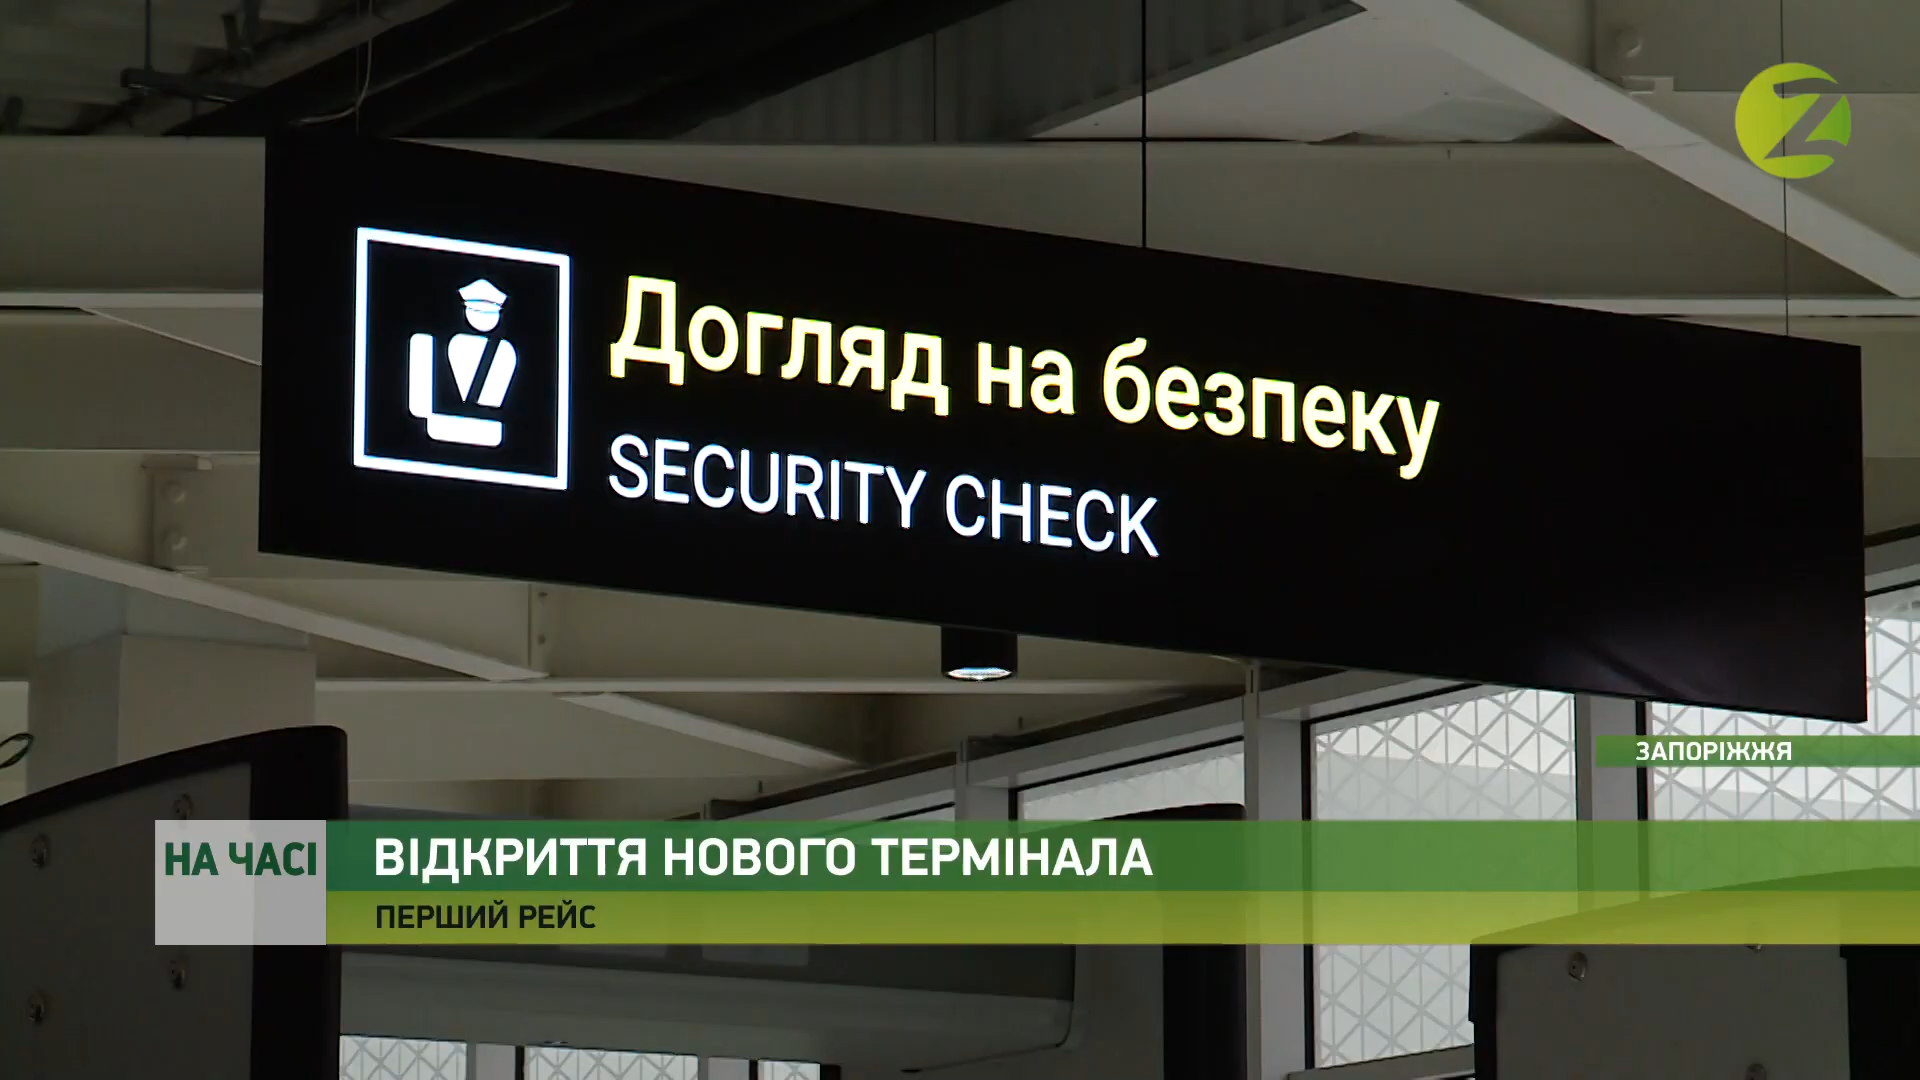 Догляд на безпеку
SECURITY CHECK
ЗАПОРІЖЖЯ
НА ЧАСІ
ВІДКРИТТЯ НОВОГО ТЕРМІНАЛА
ПЕРШИЙ РЕЙС